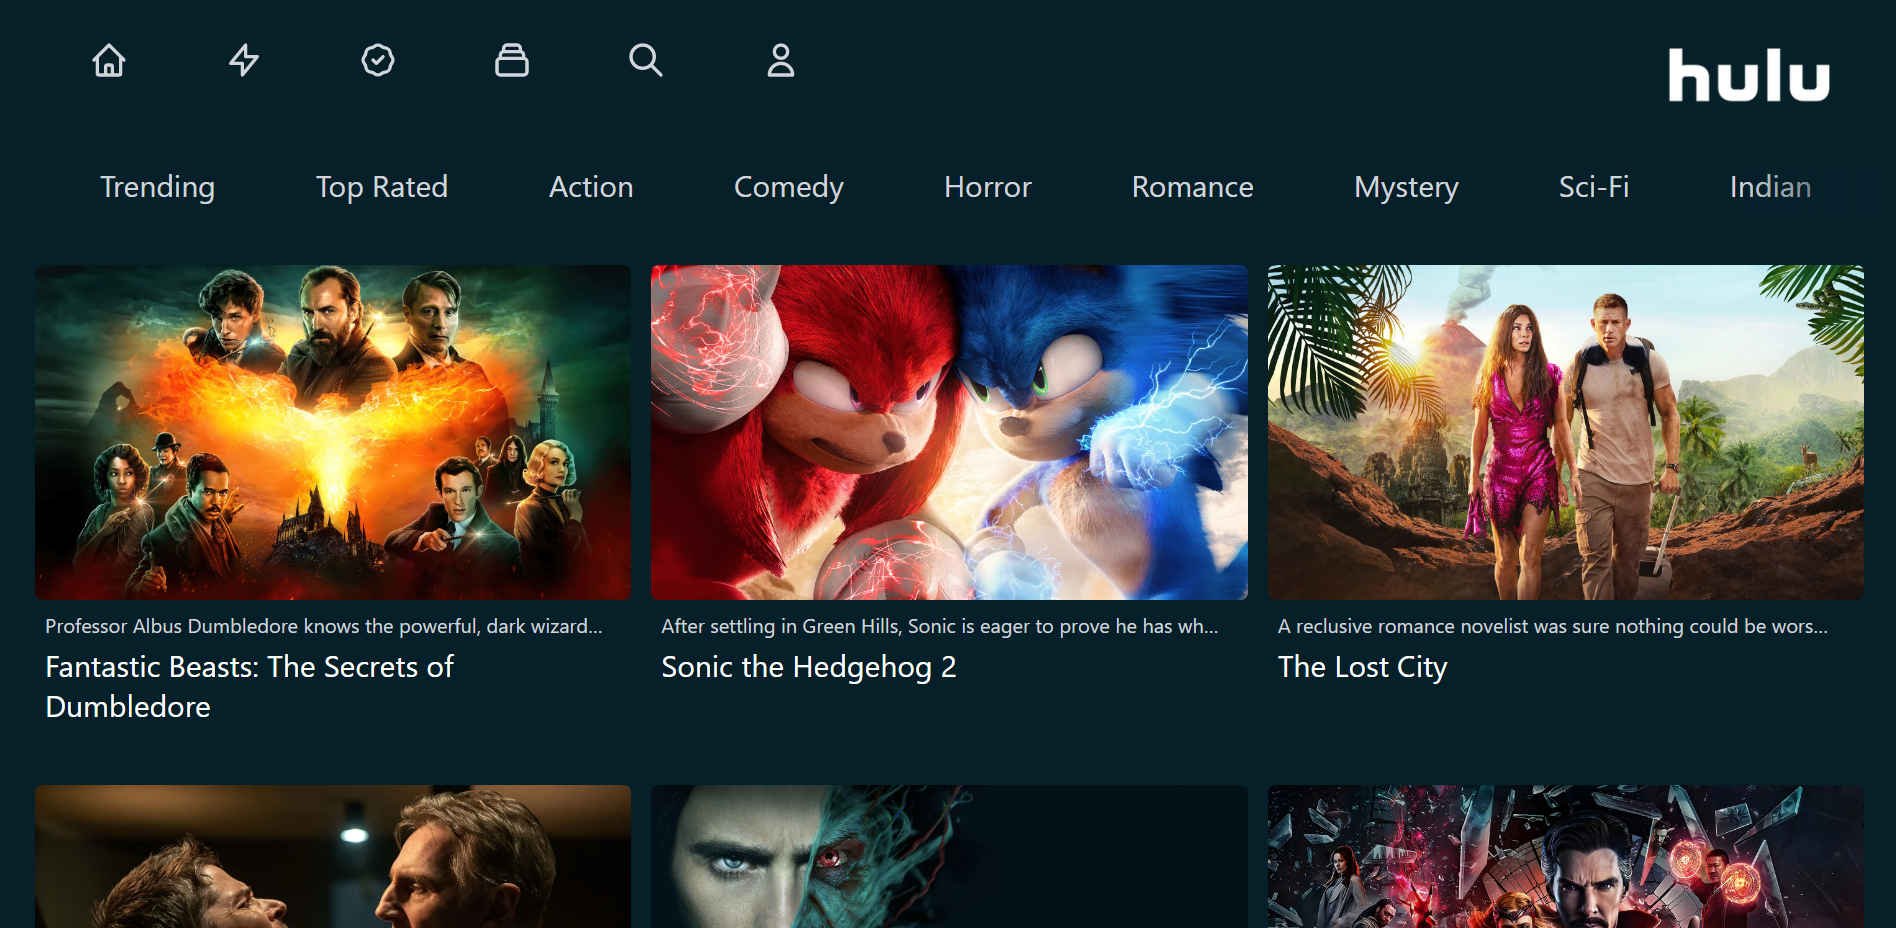 hulu
Trending
Top Rated
Action
Comedy
Horror
Romance
Mystery
Sci-Fi
Indian
Professor Albus Dumbledore knows the powerful, dark wizard...
Fantastic Beasts: The Secrets of
Dumbledore
After settling in Green Hills, Sonic is eager to prove he has wh...
Sonic the Hedgehog 2
A reclusive romance novelist was sure nothing could be wors...
The Lost City